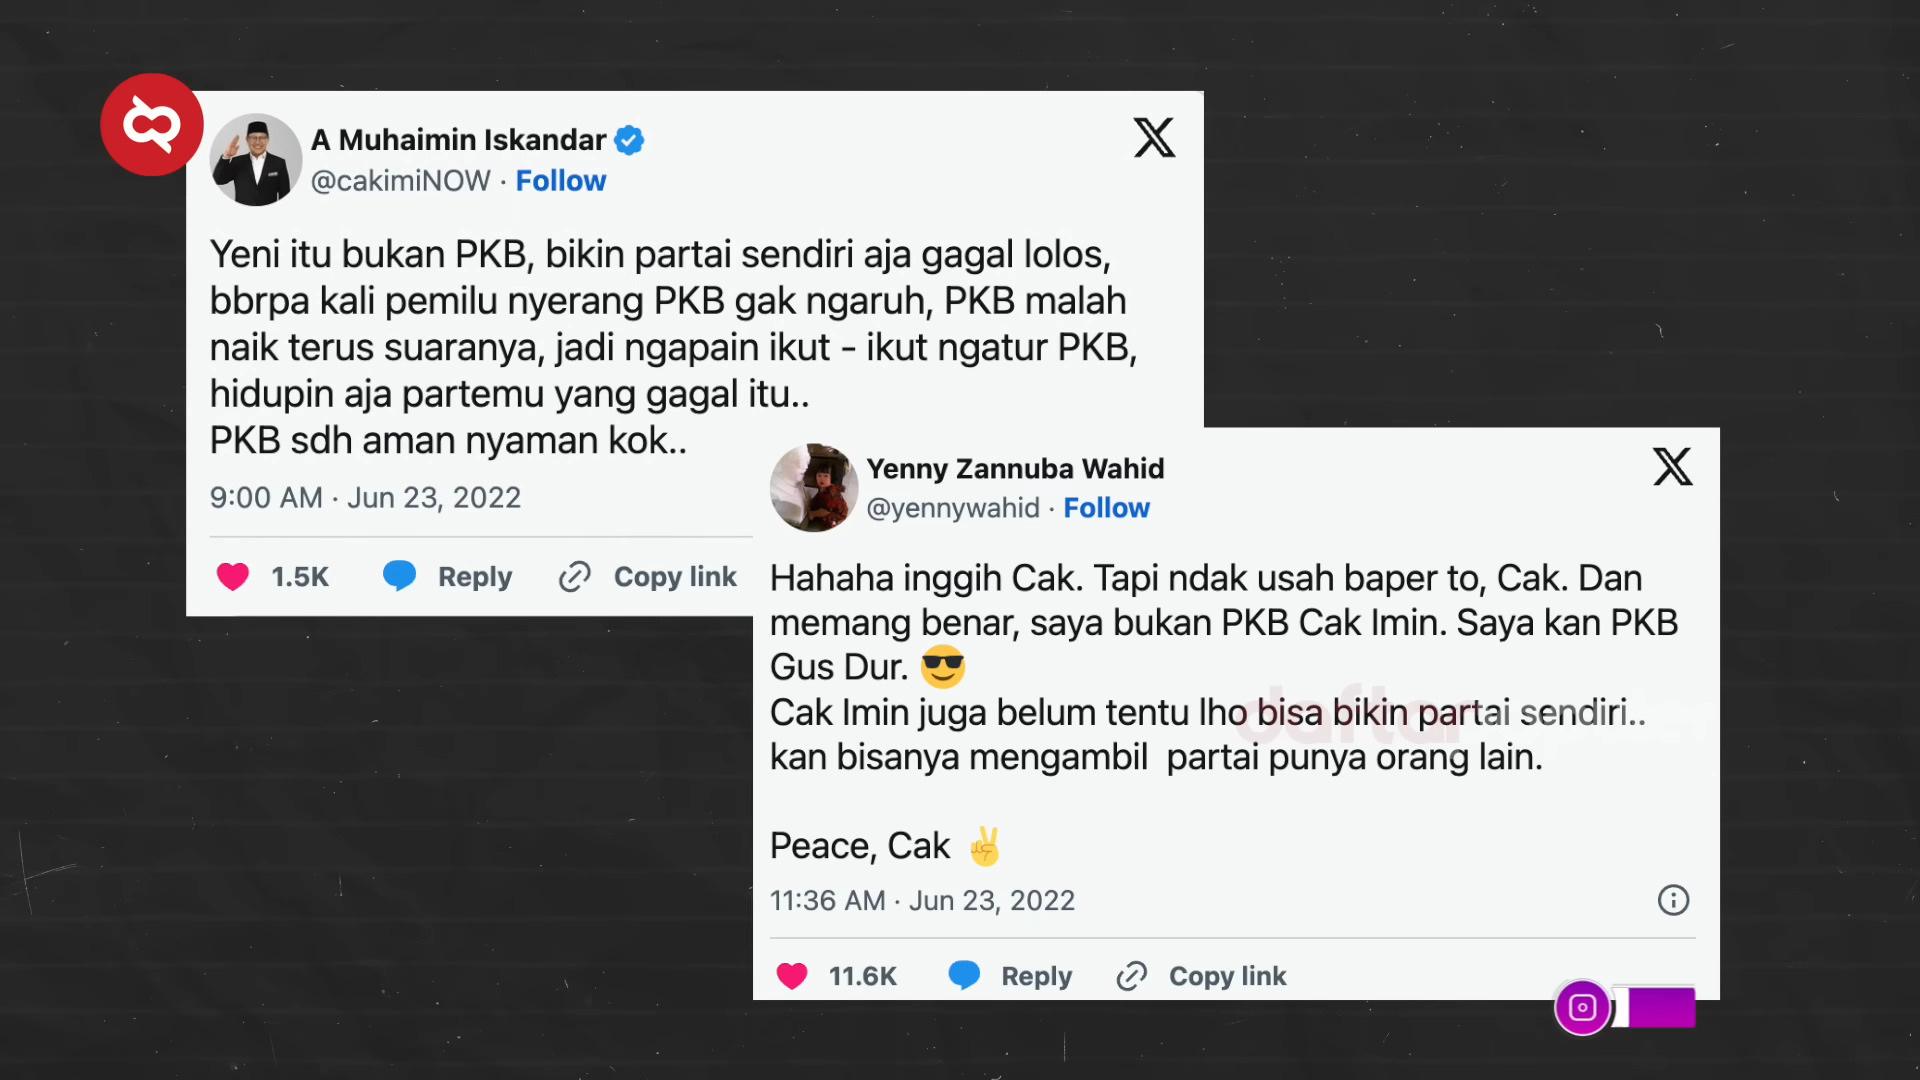 A Muhaimin Iskandar
@cakimiNOW · Follow
Yeni itu bukan PKB, bikin partai sendiri aja gagal lolos,
bbrpa kali pemilu nyerang PKB gak ngaruh, PKB malah
naik terus suaranya, jadi ngapain ikut - ikut ngatur PKB,
hidupin aja partemu yang gagal itu..
PKB sdh aman nyaman kok..
9:00 AM · Jun 23, 2022
1.5K Reply Copy link
Yenny Zannuba Wahid
@yennywahid · Follow
Hahaha inggih Cak. Tapi ndak usah baper to, Cak. Dan
memang benar, saya bukan PKB Cak Imin. Saya kan PKB
Gus Dur. 😎
Cak Imin juga belum tentu lho bisa bikin partai sendiri..
kan bisanya mengambil  partai punya orang lain.
Peace, Cak ✌️
11:36 AM · Jun 23, 2022
11.6K Reply Copy link
daftar